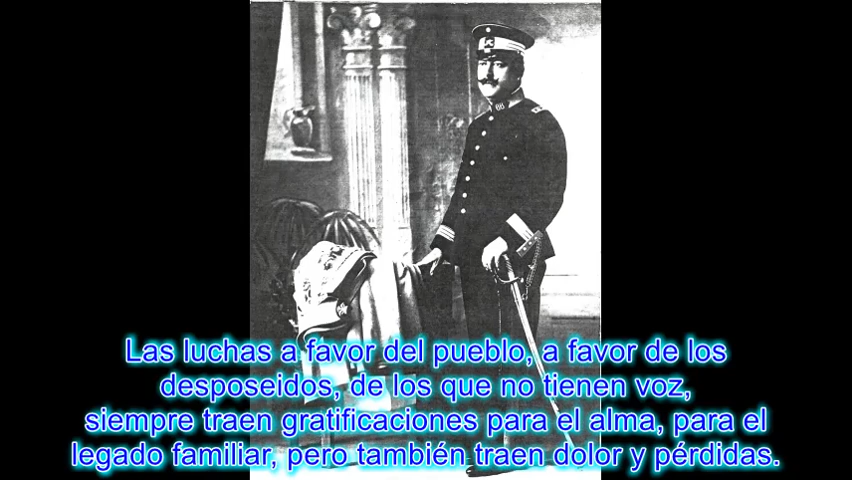 Las luchas a favor del pueblo, a favor de los
desposeidos, de los que no tienen voz,
siempre traen gratificaciones para el alma, para el
legado familiar, pero también traen dolor y pérdidas.